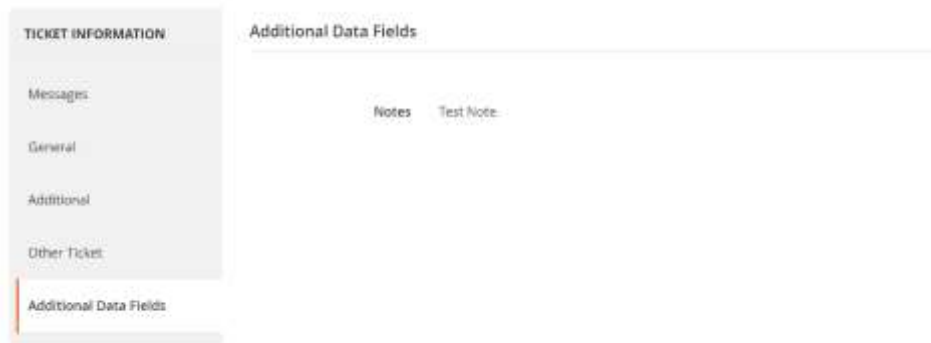 TICKET INFORMATION
Messages
General
Additional
Other Ticket
Additional Data Fields
Additional Data Fields
Notes Test Note